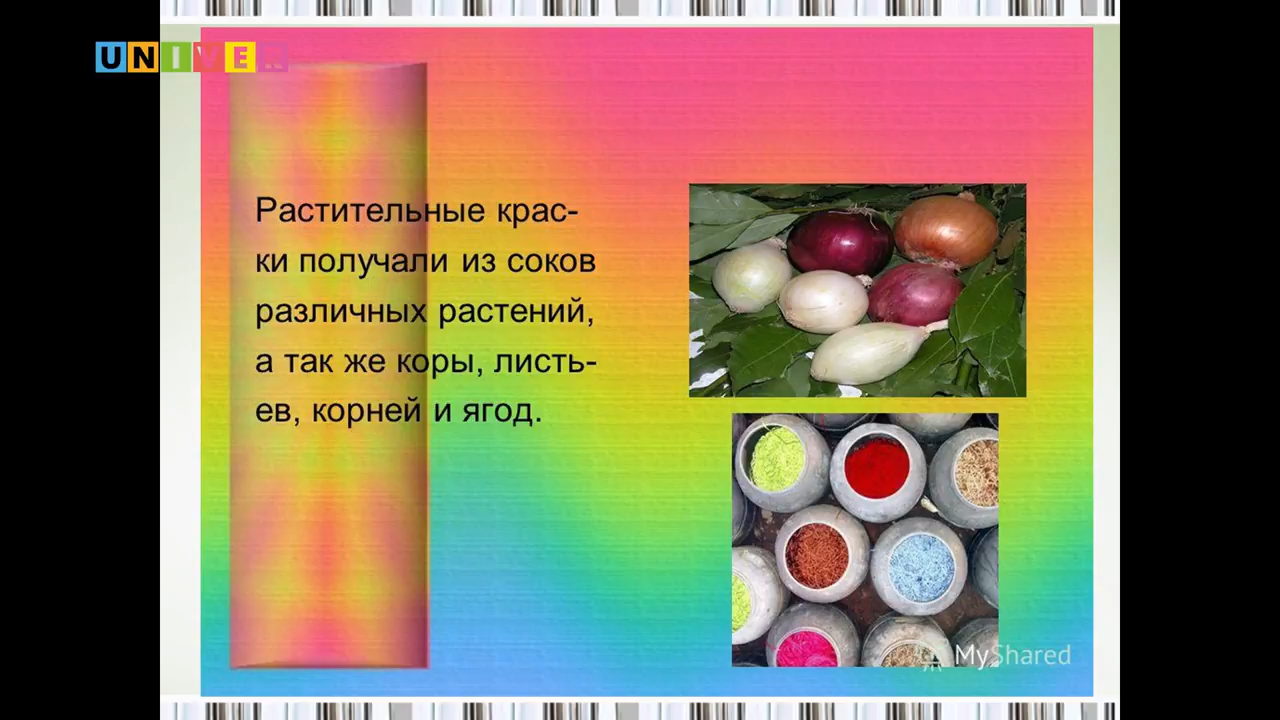 UNIVER
Растительные крас-
ки получали из соков
различных растений,
а так же коры, листь-
ев, корней и ягод.
MyShared